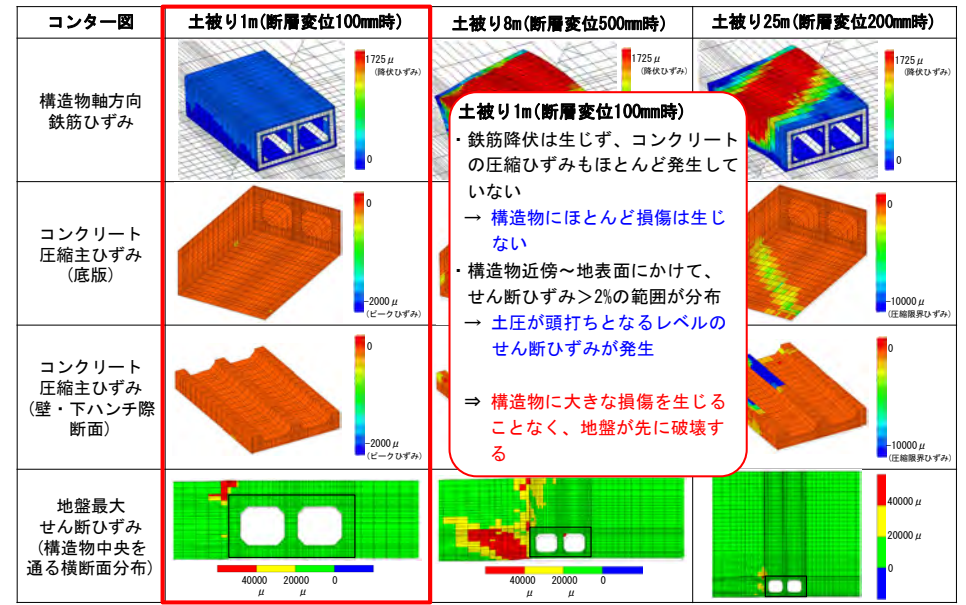 コンター図
土被り1m(断層変位100mm時)
土被り8m(断層変位500mm時)
土被り25m(断層変位200mm時)
構造物軸方向
鉄筋ひずみ
1725μ
(降伏ひずみ)
0
1725μ
(降伏ひずみ)
1725μ
(降伏ひずみ)
0
土被り1m(断層変位100mm時)
・鉄筋降伏は生じず、コンクリート
の圧縮ひずみもほとんど発生して
いない
→ 構造物にほとんど損傷は生じ
ない
・構造物近傍～地表面にかけて、
せん断ひずみ＞2%の範囲が分布
→ 土圧が頭打ちとなるレベルの
せん断ひずみが発生
⇒ 構造物に大きな損傷を生じる
ことなく、地盤が先に破壊す
る
コンクリート
圧縮主ひずみ
(底版)
0
-2000μ
(ピークひずみ)
0
-10000μ
(圧縮限界ひずみ)
コンクリート
圧縮主ひずみ
(壁・下ハンチ際
断面)
0
-2000μ
(ピークひずみ)
0
-10000μ
(圧縮限界ひずみ)
地盤最大
せん断ひずみ
(構造物中央を
通る横断面分布)
40000 20000 0
μ μ
40000 20000 0
μ μ
40000μ
20000μ
0